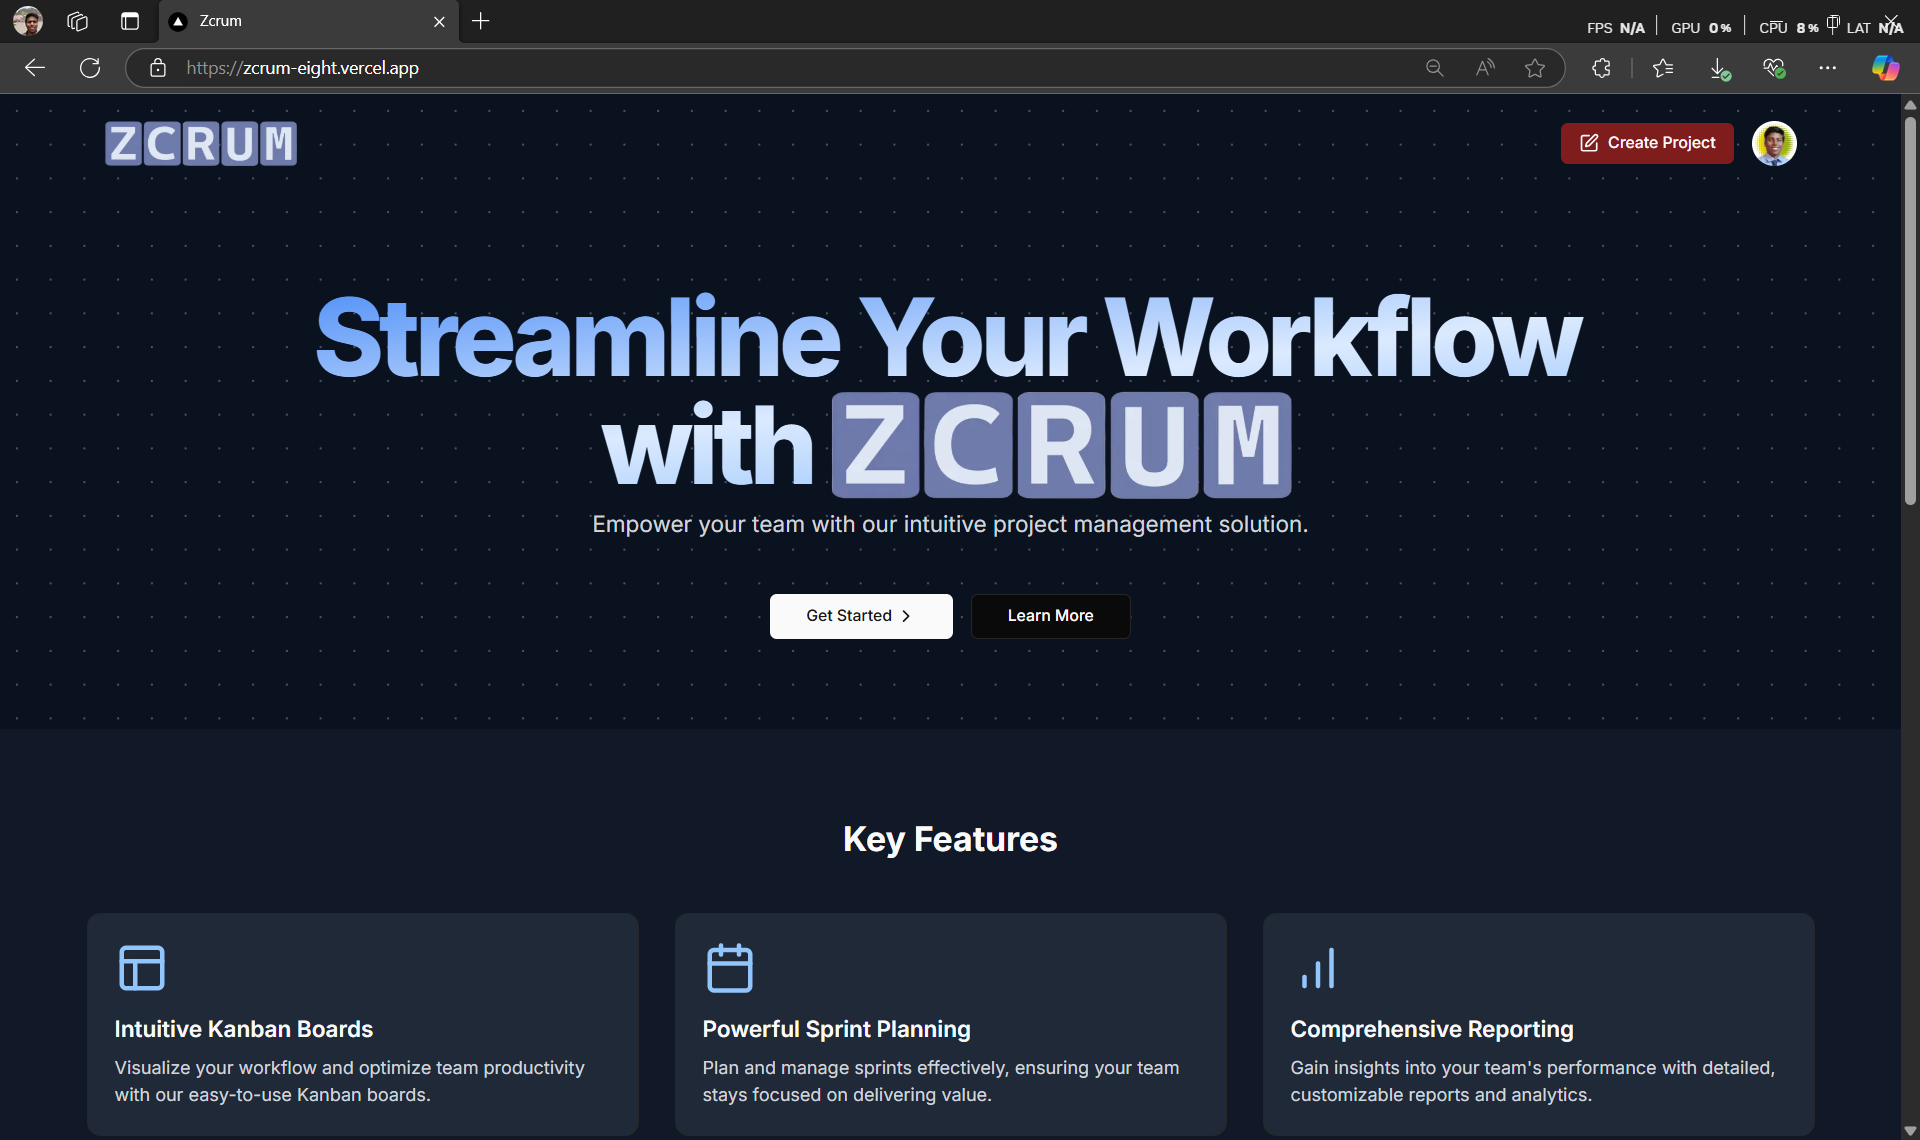 Zcrum
FPS N/A GPU 0% CPU 8% LAT N/A
https://zcrum-eight.vercel.app
ZCRUM
Create Project
Streamline Your Workflow
with ZCRUM
Empower your team with our intuitive project management solution.
Get Started
Learn More
Key Features
Intuitive Kanban Boards
Visualize your workflow and optimize team productivity
with our easy-to-use Kanban boards.
Powerful Sprint Planning
Plan and manage sprints effectively, ensuring your team
stays focused on delivering value.
Comprehensive Reporting
Gain insights into your team's performance with detailed,
customizable reports and analytics.